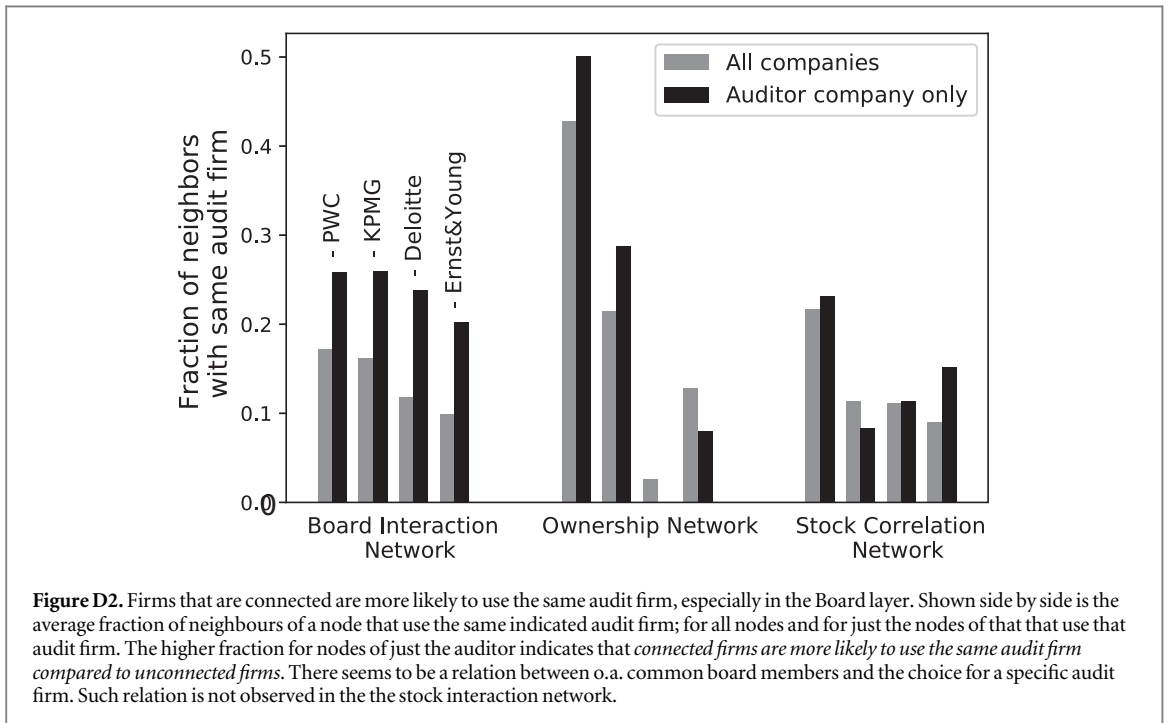 0.5
0.4
0.3
0.2
0.1
0.0
0
Fraction of neighbors
with same audit firm
All companies
Auditor company only
- PWC
- KPMG
- Deloitte
- Ernst&Young
Board Interaction
Network
Ownership Network
Stock Correlation
Network
Figure D2. Firms that are connected are more likely to use the same audit firm, especially in the Board layer. Shown side by side is the
average fraction of neighbours of a node that use the same indicated audit firm; for all nodes and for just the nodes of that that use that
audit firm. The higher fraction for nodes of just the auditor indicates that connected firms are more likely to use the same audit firm
compared to unconnected firms. There seems to be a relation between o.a. common board members and the choice for a specific audit
firm. Such relation is not observed in the the stock interaction network.